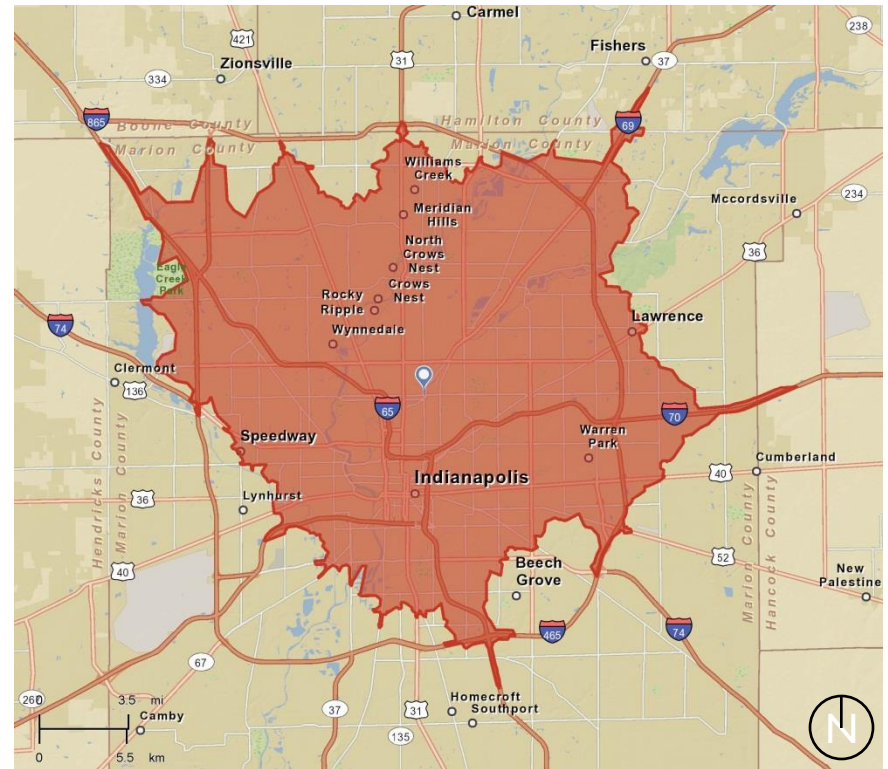 Carmel
421
31
Fishers
37
238
Zionsville
334
865
Boone County
Marion County
Hamilton County
Marion County
69
Williams
Creek
Mccordsville
234
Meridian
Hills
North
Crows
Nest
36
Eagle
Creek
Park
Crows
Nest
Rocky
Ripple
Lawrence
74
Wynnedale
Clermont
136
65
70
Speedway
Warren
Park
Cumberland
Indianapolis
40
36
Lynhurst
Hendricks County
Marion County
Marion County
Hancock County
52
40
Beech
Grove
New
Palestine
465
74
67
Homecroft
Southport
267
0
3.5 mi
37
31
Camby
135
0
5.5 km
N